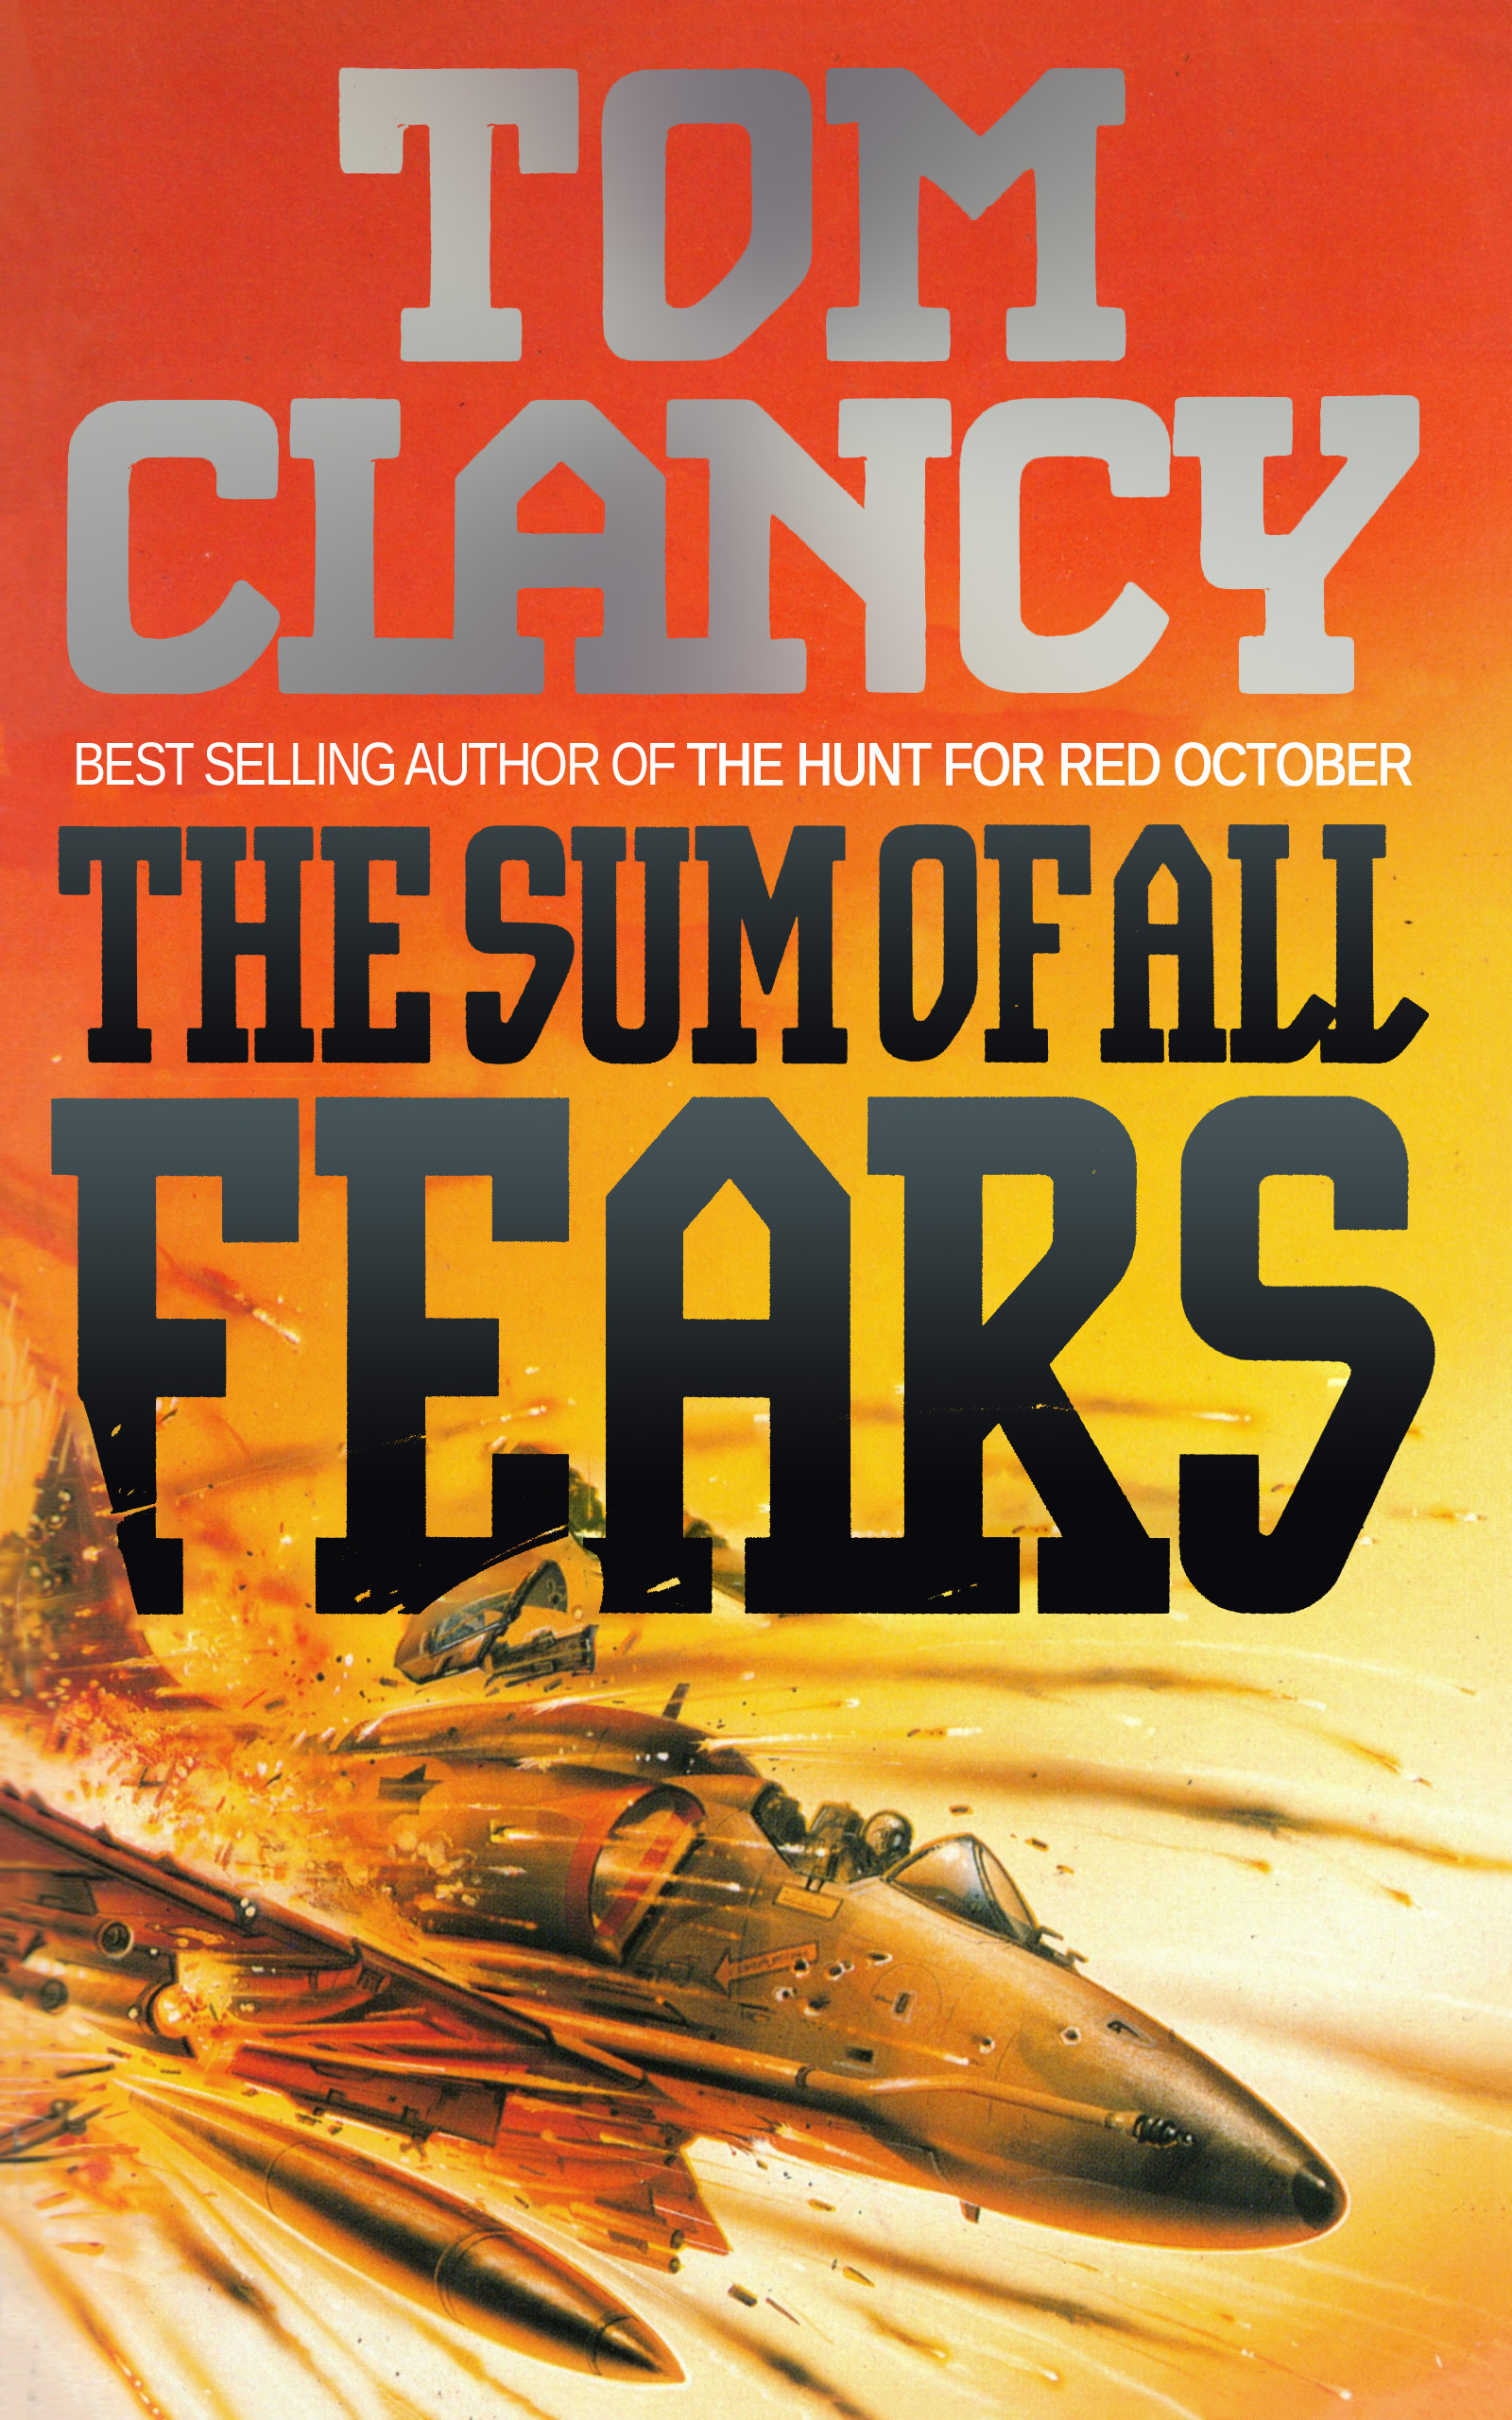 TOM
CLANCY
BEST SELLING AUTHOR OF THE HUNT FOR RED OCTOBER
THE SUM OF ALL
FEARS